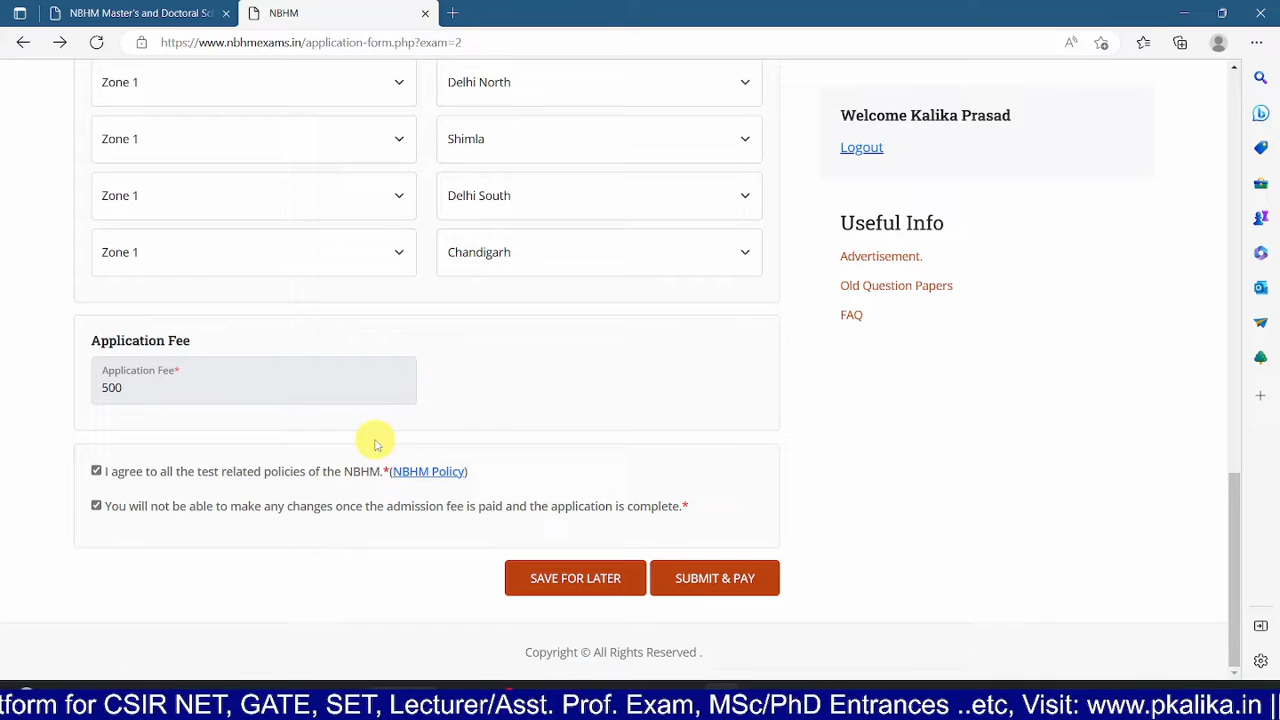 NBHM Master's and Doctoral Sc
NBHM
https://www.nbhmexams.in/application-form.php?exam=2
Zone 1
Delhi North
Zone 1
Shimla
Zone 1
Delhi South
Zone 1
Chandigarh
Application Fee
Application Fee*
500
I agree to all the test related policies of the NBHM.*(NBHM Policy)
You will not be able to make any changes once the admission fee is paid and the application is complete.*
SAVE FOR LATER
SUBMIT & PAY
Welcome Kalika Prasad
Logout
Useful Info
Advertisement.
Old Question Papers
FAQ
Copyright © All Rights Reserved .
tform for CSIR NET, GATE, SET, Lecturer/Asst. Prof. Exam, MSc/PhD Entrances ..etc, Visit: www.pkalika.in